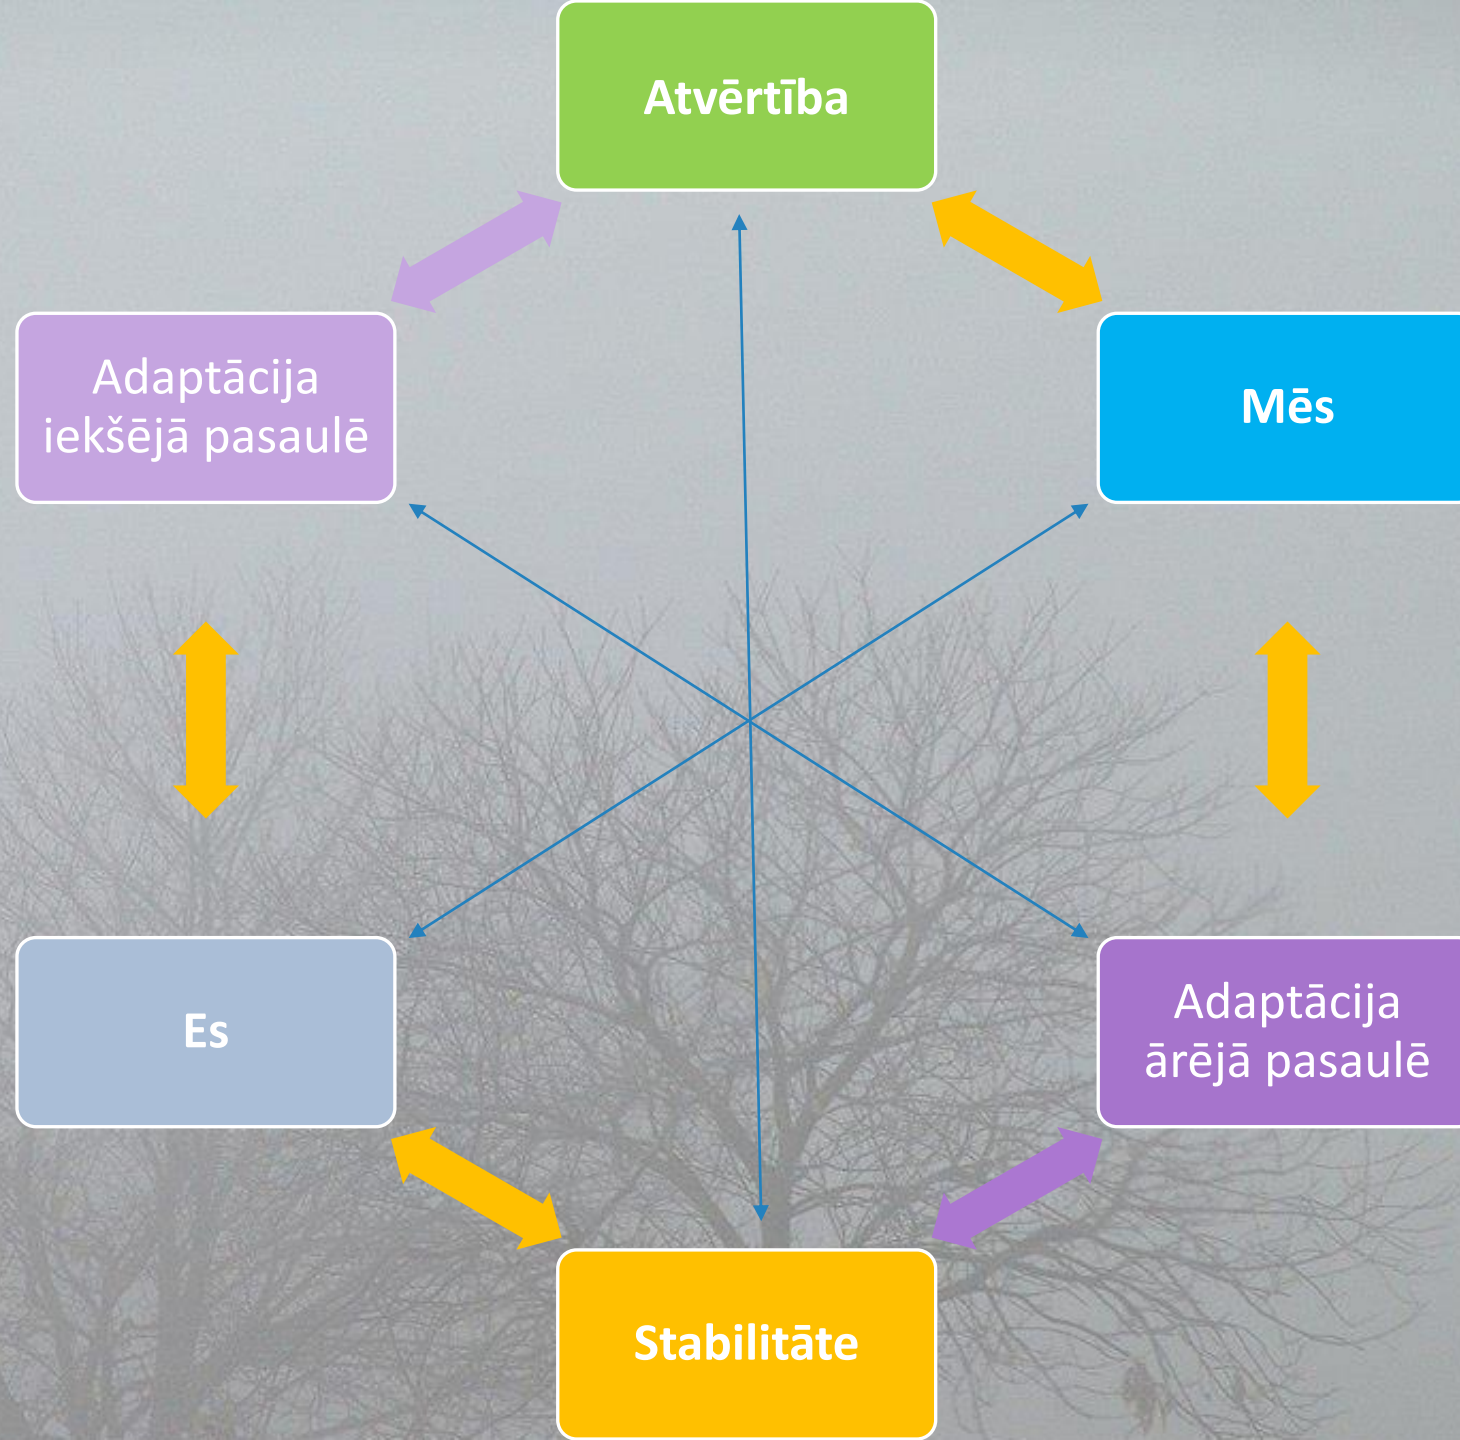 Atvērtība
Adaptācija
iekšējā pasaulē
Mēs
Es
Adaptācija
ārējā pasaulē
Stabilitāte